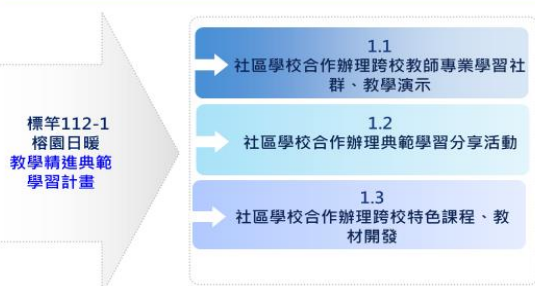 標竿112-1
榕園日暖
教學精進典範
學習計畫
1.1
社區學校合作辦理跨校教師專業學習社
群、教學演示
1.2
社區學校合作辦理典範學習分享活動
1.3
社區學校合作辦理跨校特色課程、教
材開發